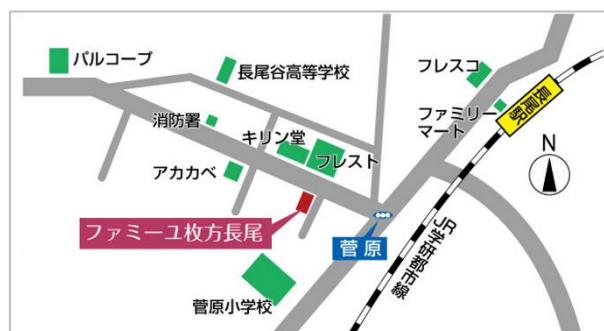 パルコープ
長尾谷高等学校
フレスコ
ファミリー
マート
長尾駅
消防署
キリン堂
フレスト
アカカベ
N
ファミーユ枚方長尾
菅原
JR学研都市線
菅原小学校